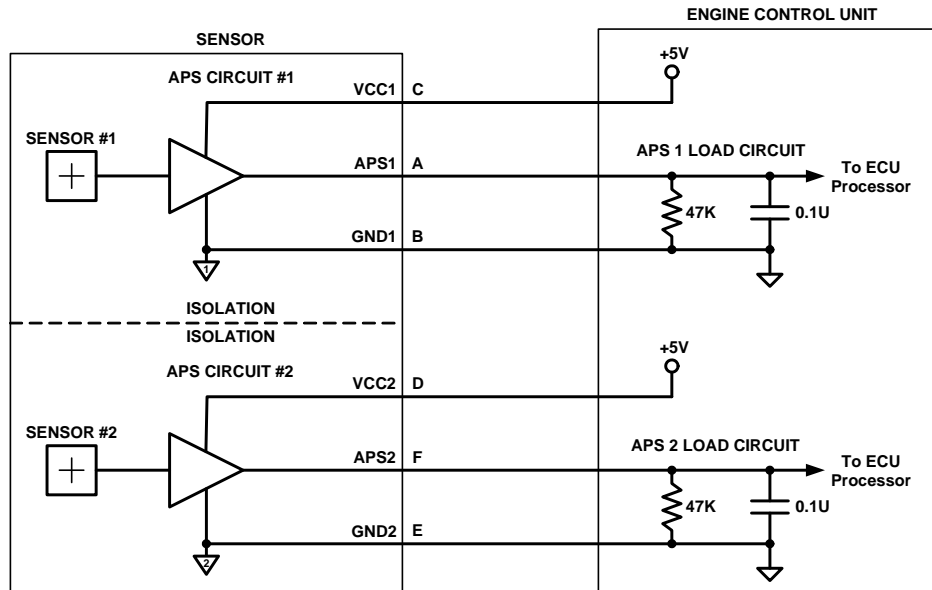 ENGINE CONTROL UNIT
SENSOR
+5V
APS CIRCUIT #1
VCC1 C
SENSOR #1
APS1 A
APS 1 LOAD CIRCUIT
To ECU
Processor
47K
0.1U
GND1 B
1
ISOLATION
ISOLATION
+5V
APS CIRCUIT #2
VCC2 D
SENSOR #2
APS2 F
APS 2 LOAD CIRCUIT
To ECU
Processor
47K
0.1U
GND2 E
2